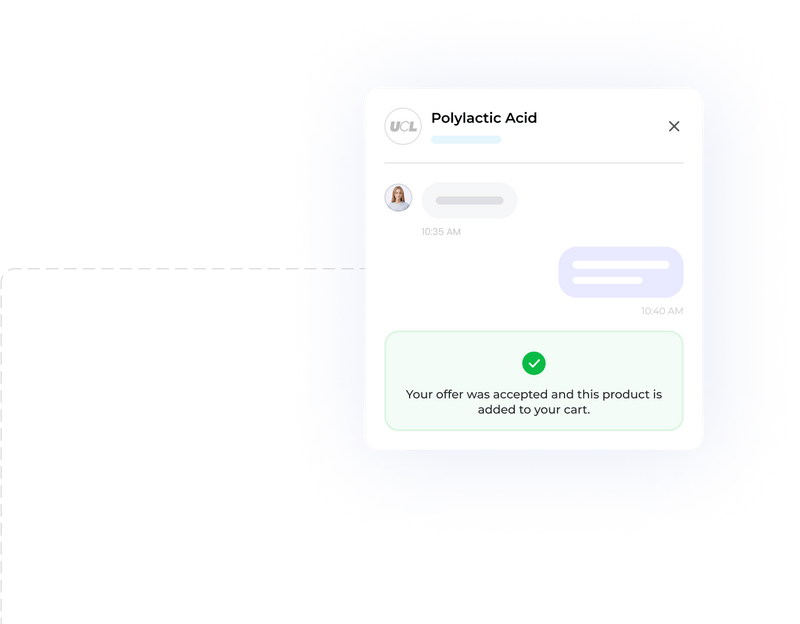 UCL
Polylactic Acid
10:35 AM
10:40 AM
Your offer was accepted and this product is
added to your cart.